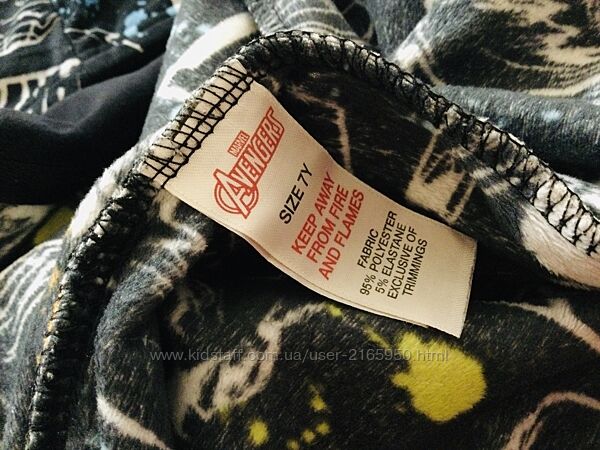 MARVEL
AVENGERS
SIZE 7Y
KEEP AWAY
FROM FIRE
AND FLAMES
FABRIC
95% POLYESTER
5% ELASTANE
EXCLUSIVE OF
TRIMMINGS
www.kidstaff.com.ua/user-2165950.html